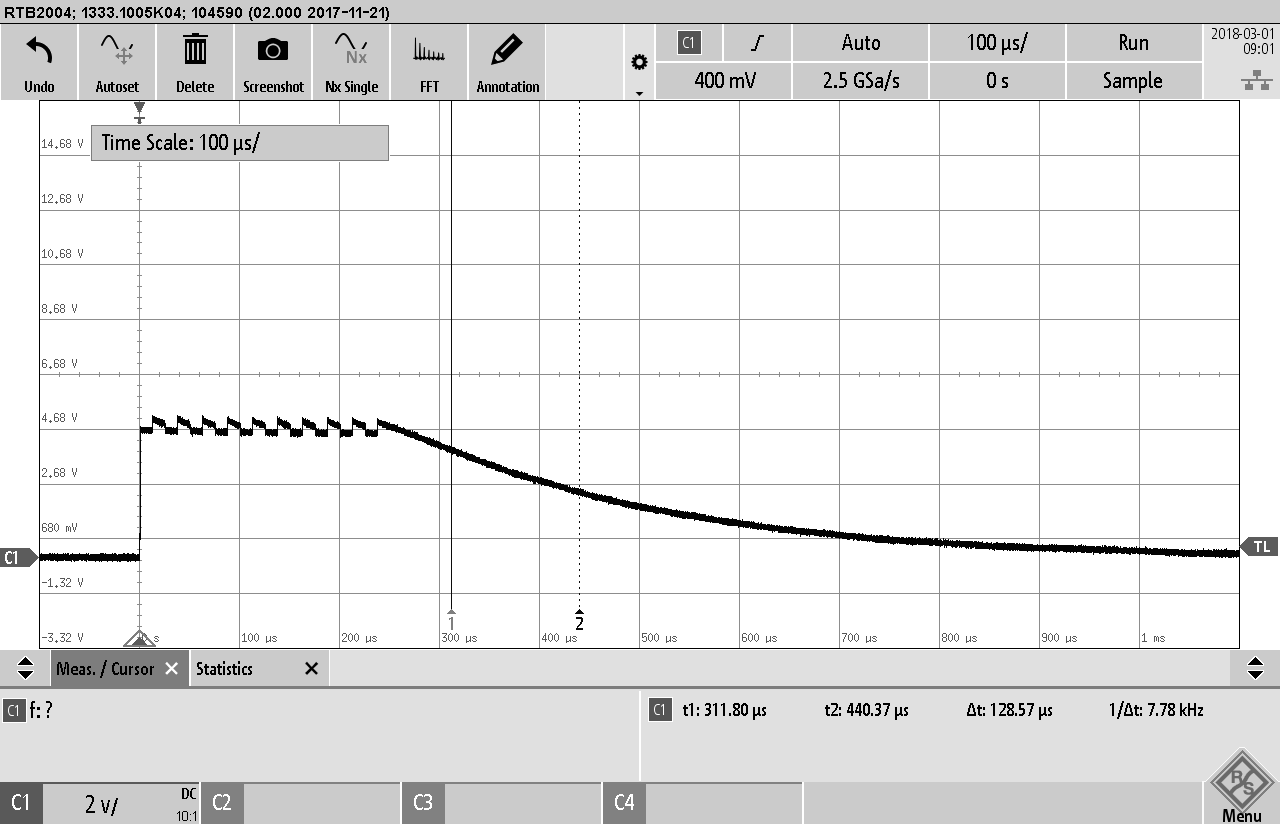 RTB2004; 1333.1005K04; 104590 (02.000 2017-11-21)
Undo
Autoset
Delete
Screenshot
Nx
Nx Single
FFT
Annotation
C1
Auto
100 µs/
Run
400 mV
2.5 GSa/s
0 s
Sample
2018-03-01
09:01
Time Scale: 100 µs/
14,68 V
12,68 V
10,68 V
8,68 V
6,68 V
4,68 V
2,68 V
680 mV
C1
TL
-1,32 V
1
2
-3,32 V
s
100 µs
200 µs
300 µs
400 µs
500 µs
600 µs
700 µs
800 µs
900 µs
1 ms
Meas. / Cursor
Statistics
C1 f: ?
C1 t1: 311.80 µs t2: 440.37 µs Δt: 128.57 µs 1/Δt: 7.78 kHz
C1
2 v/
DC
10:1
C2
C3
C4
R
S
Menu